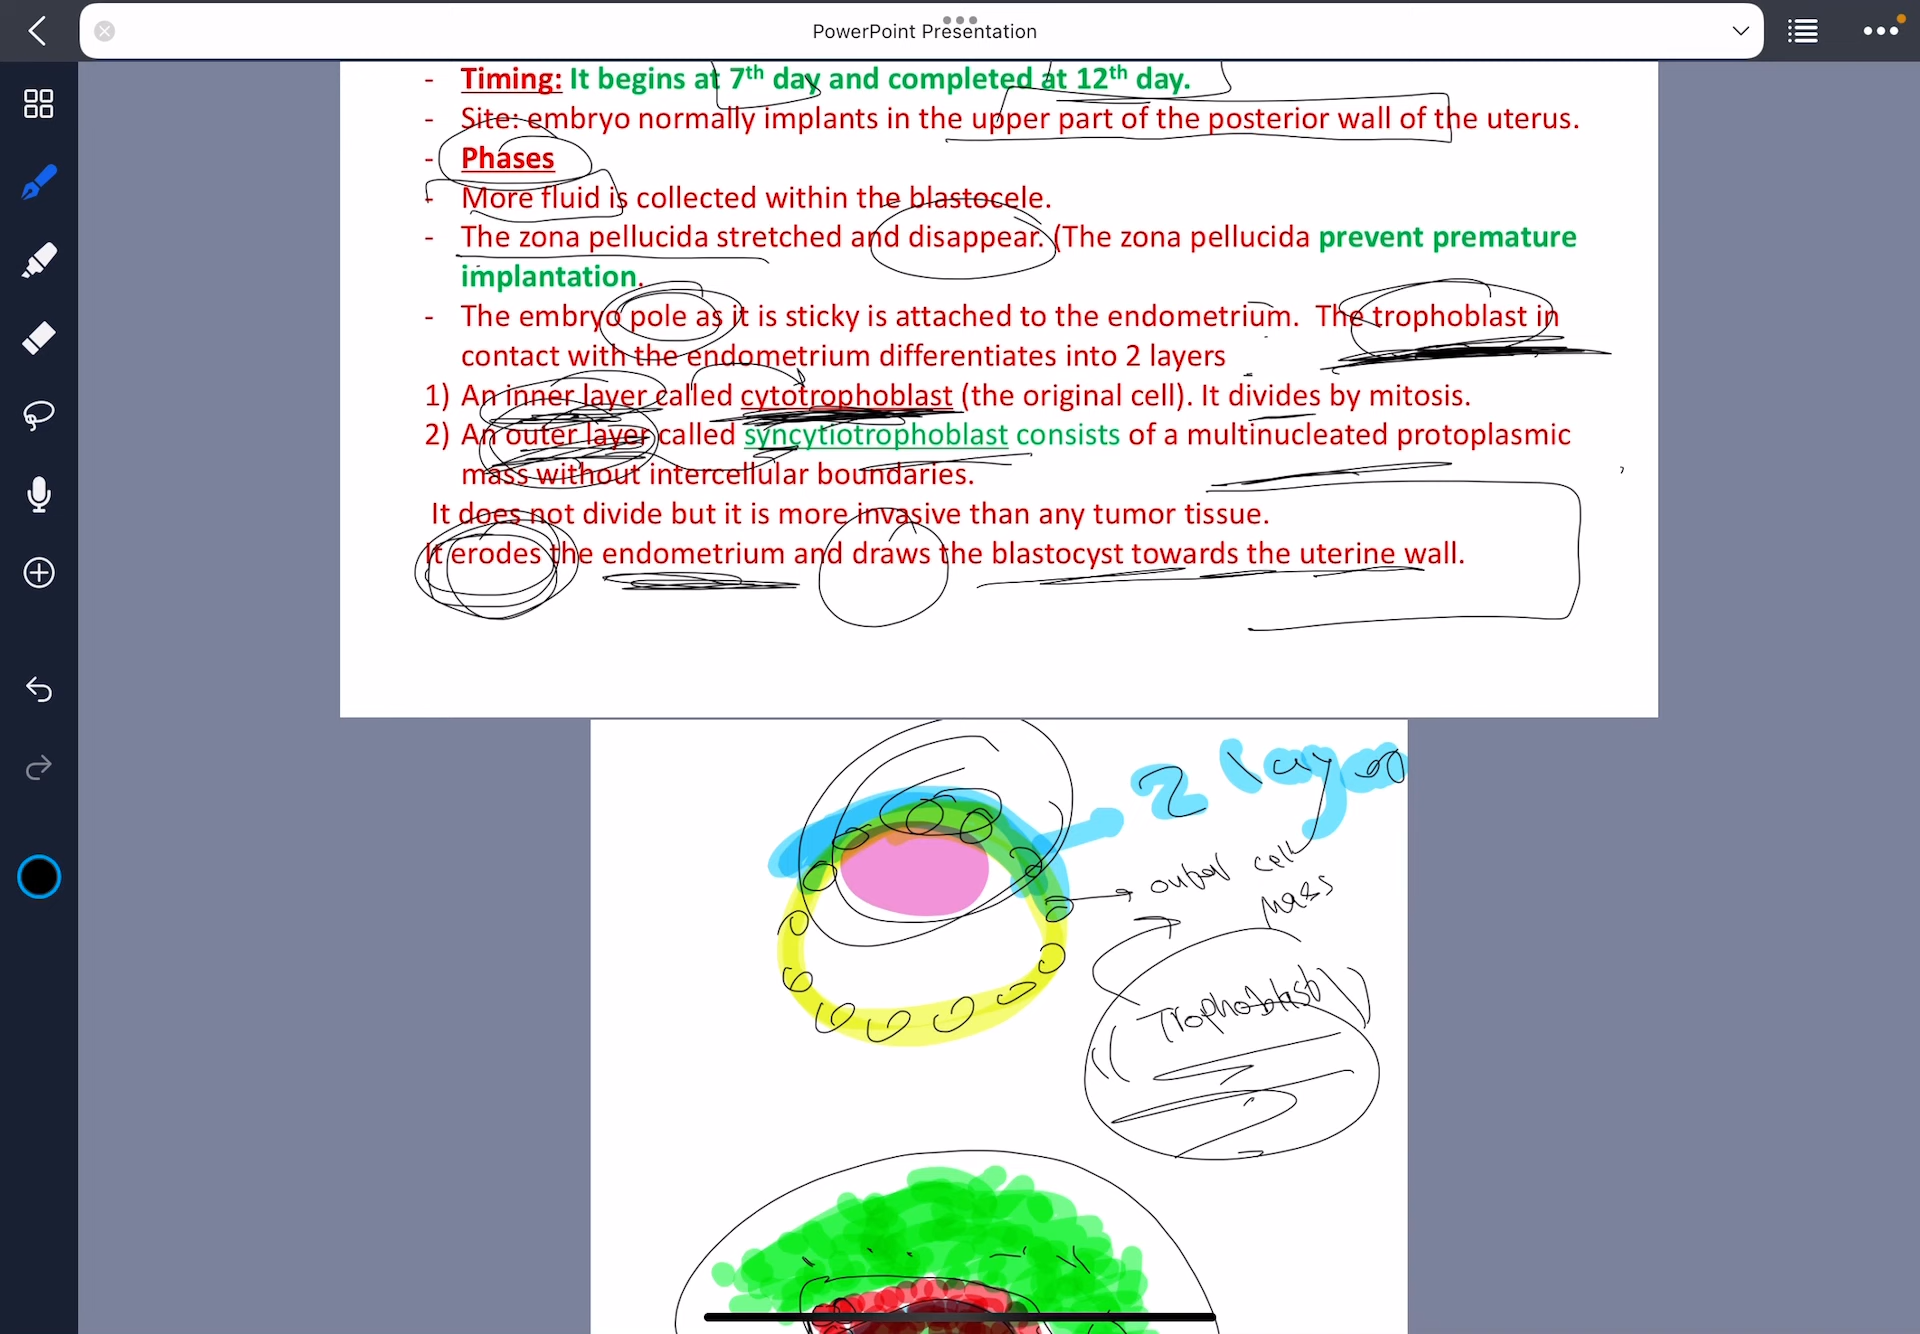 PowerPoint Presentation
- Timing: It begins at 7th day and completed at 12th day.
- Site: embryo normally implants in the upper part of the posterior wall of the uterus.
- Phases
- More fluid is collected within the blastocele.
- The zona pellucida stretched and disappear. (The zona pellucida prevent premature
implantation.
- The embryo pole as it is sticky is attached to the endometrium. The trophoblast in
contact with the endometrium differentiates into 2 layers
1) An inner layer called cytotrophoblast (the original cell). It divides by mitosis.
2) An outer layer called syncytiotrophoblast consists of a multinucleated protoplasmic
mass without intercellular boundaries.
It does not divide but it is more invasive than any tumor tissue.
It erodes the endometrium and draws the blastocyst towards the uterine wall.
2 layer
outer cell
mass
Trophoblast